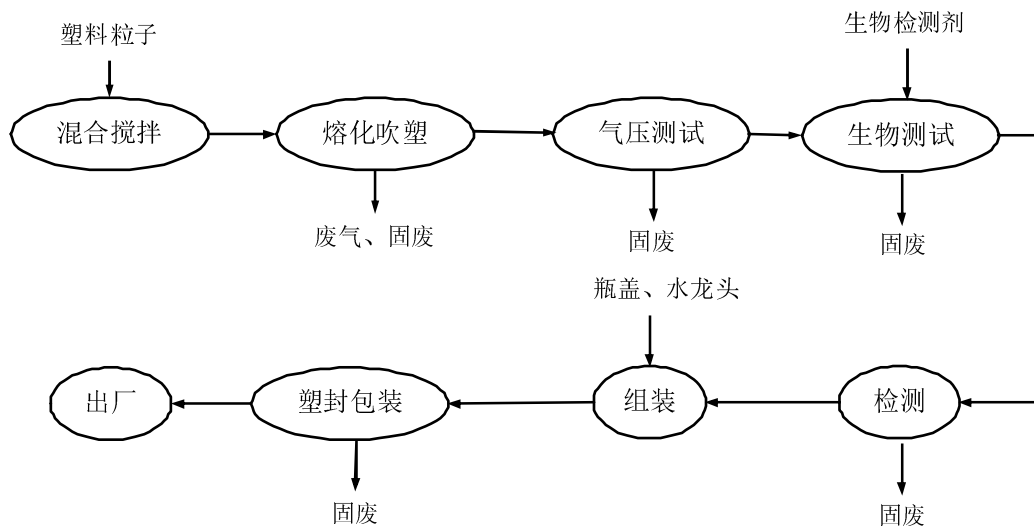 塑料粒子
生物检测剂
混合搅拌
熔化吹塑
气压测试
生物测试
废气、固废
固废
固废
瓶盖、水龙头
出厂
塑封包装
组装
检测
固废
固废